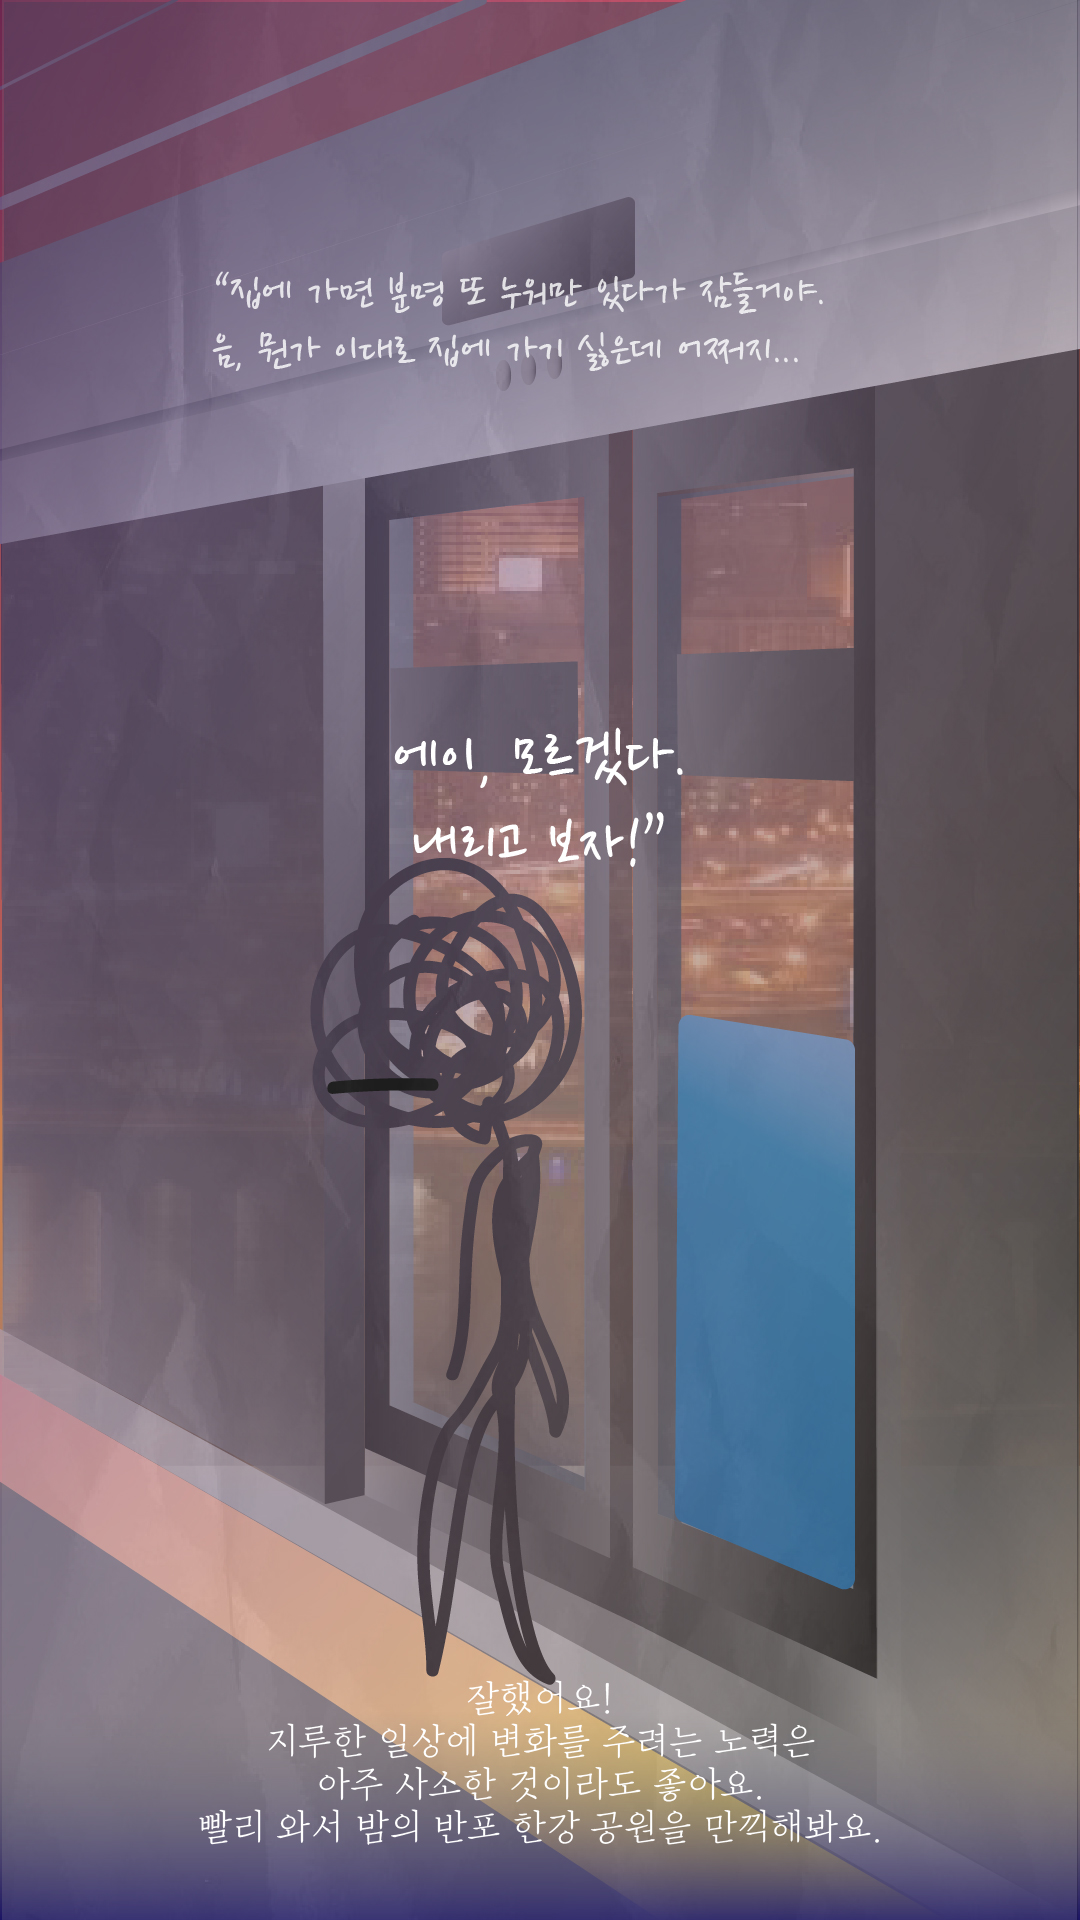 “집에 가면 분명 또 누워만 있다가 잠들거야.
음, 뭔가 이대로 집에 가기 싫은데 어쩌지...
에이, 모르겠다.
내리고 보자!”
잘했어요!
지루한 일상에 변화를 주려는 노력은
아주 사소한 것이라도 좋아요.
빨리 와서 밤의 반포 한강 공원을 만끽해봐요.